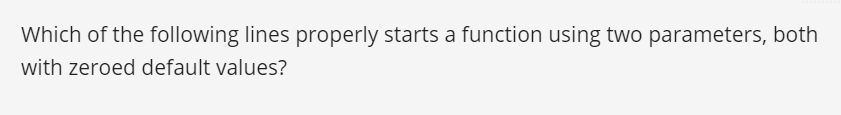 Which of the following lines properly starts a function using two parameters, both
with zeroed default values?